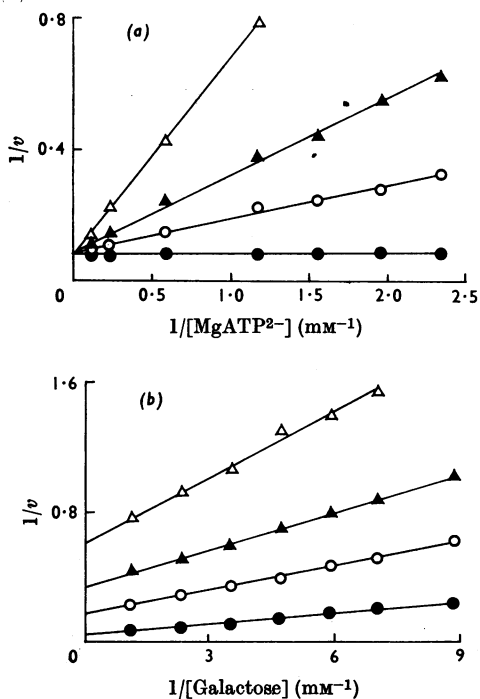 0·8
(a)
1/v
0·4
0
0·5
1·0
1·5
2·0
2·5
1/[MgATP²⁻] (mM⁻¹)
1·6
(b)
1/v
0·8
0
3
6
9
1/[Galactose] (mM⁻¹)